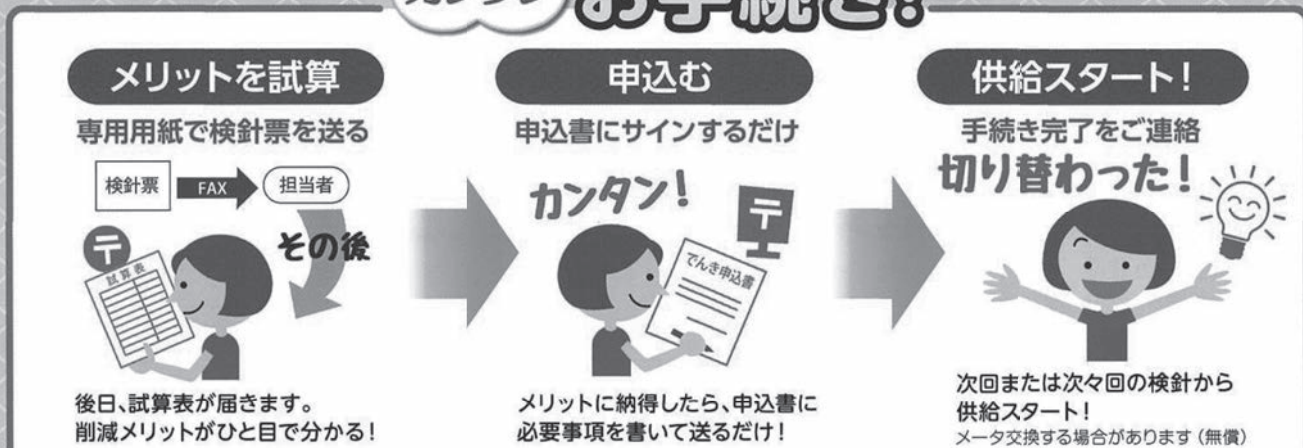 カンタン お手続き!
メリットを試算
専用用紙で検針票を送る
検針票 FAX 担当者
その後
〒
試算表
後日、試算表が届きます。
削減メリットがひと目で分かる!
申込む
申込書にサインするだけ
カンタン!
〒
でんき申込書
メリットに納得したら、申込書に
必要事項を書いて送るだけ!
供給スタート!
手続き完了をご連絡
切り替わった!
次回または次々回の検針から
供給スタート!
メータ交換する場合があります(無償)